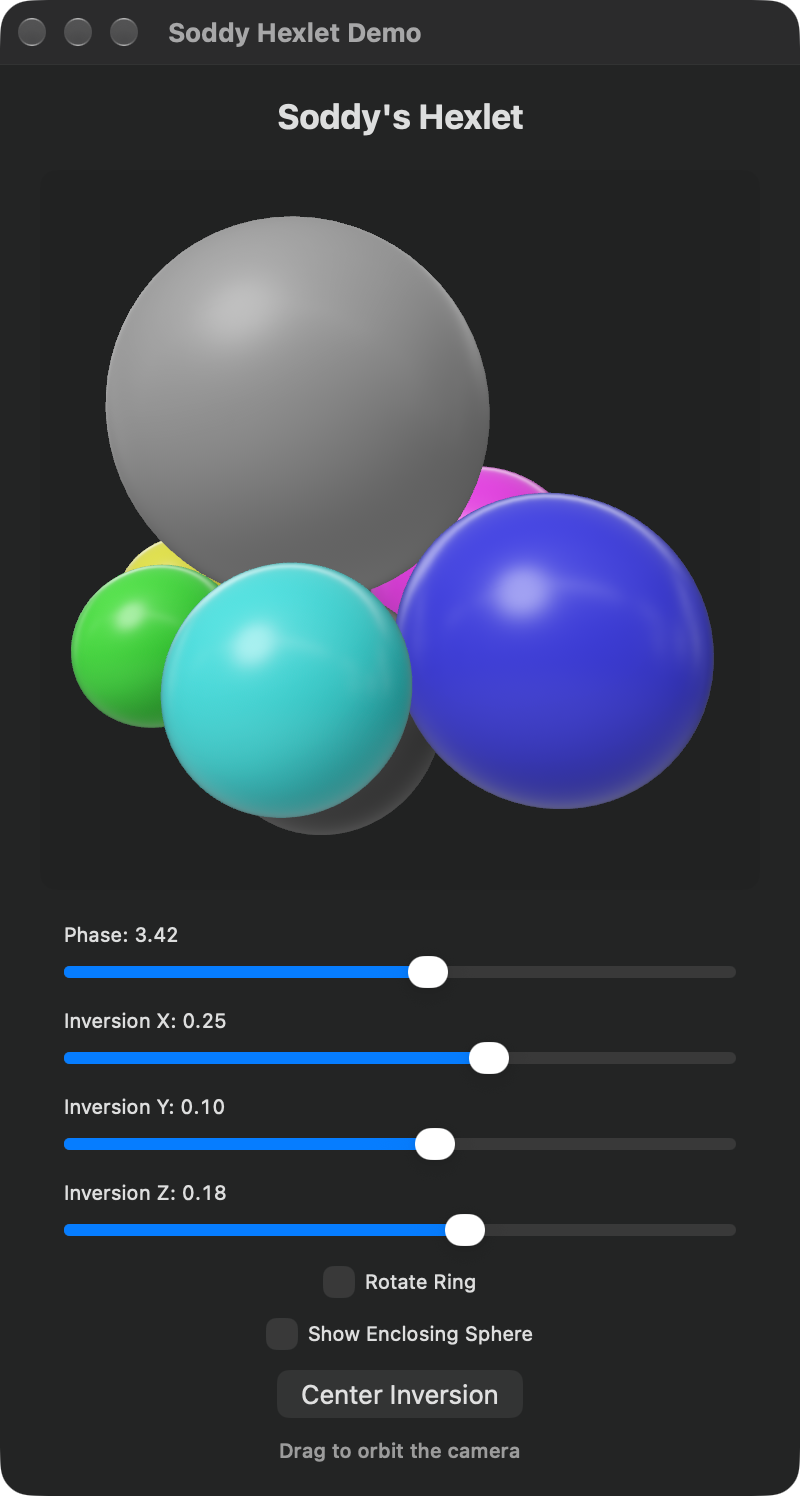 Soddy Hexlet Demo
Soddy's Hexlet
Phase: 3.42
Inversion X: 0.25
Inversion Y: 0.10
Inversion Z: 0.18
Rotate Ring
Show Enclosing Sphere
Center Inversion
Drag to orbit the camera